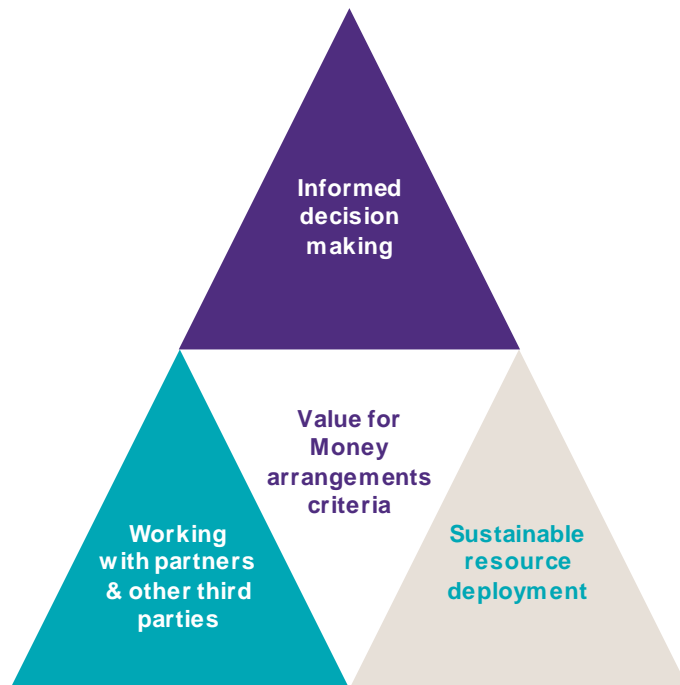 Informed
decision
making
Value for
Money
arrangements
criteria
Working
with partners
& other third
parties
Sustainable
resource
deployment